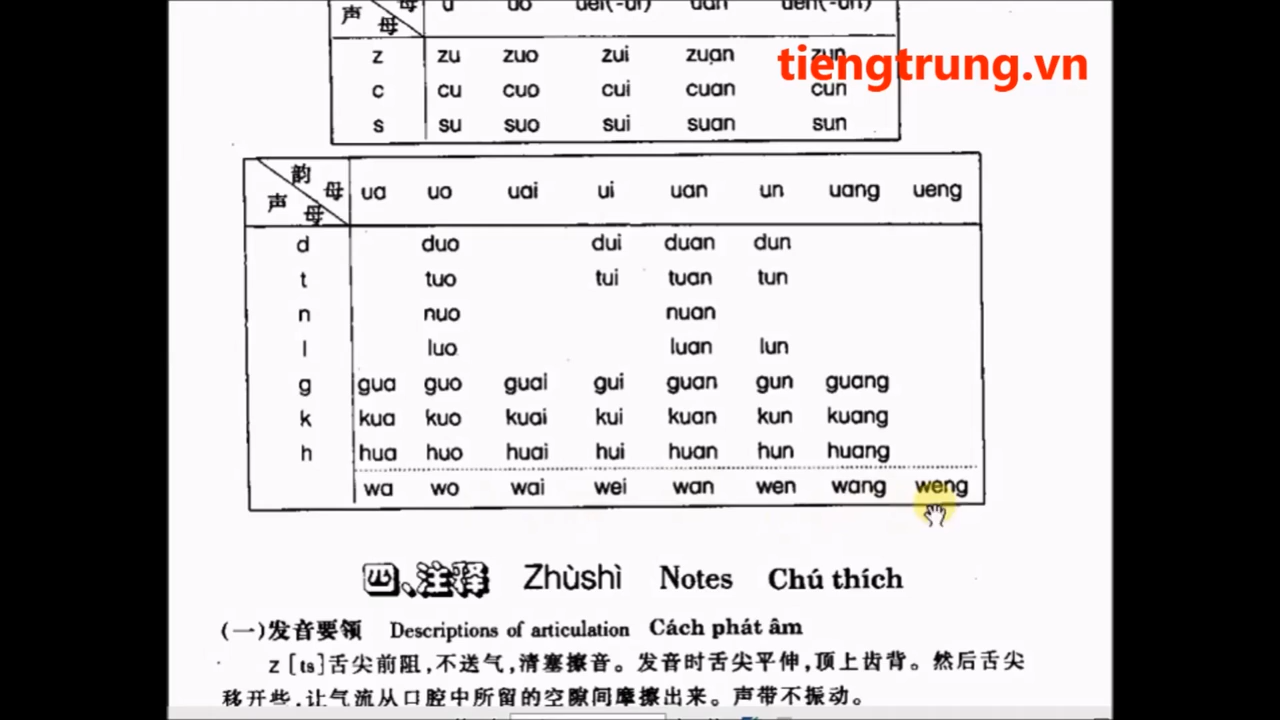 声 母 母 u uo uei(-ui) uan uen(-un)
z zu zuo zui zuan zun
c cu cuo cui cuan cun
s su suo sui suan sun
tiengtrung.vn
韵母 声母 ua uo uai ui uan un uang ueng
d duo dui duan dun
t tuo tui tuan tun
n nuo nuan
l luo luan lun
g gua guo guai gui guan gun guang
k kua kuo kuai kui kuan kun kuang
h hua huo huai hui huan hun huang
wa wo wai wei wan wen wang weng
四、注释 Zhùshì Notes Chú thích
(一)发音要领 Descriptions of articulation Cách phát âm
z [ts]舌尖前阻,不送气,清塞擦音。发音时舌尖平伸,顶上齿背。然后舌尖
移开些,让气流从口腔中所留的空隙间摩擦出来。声带不振动。